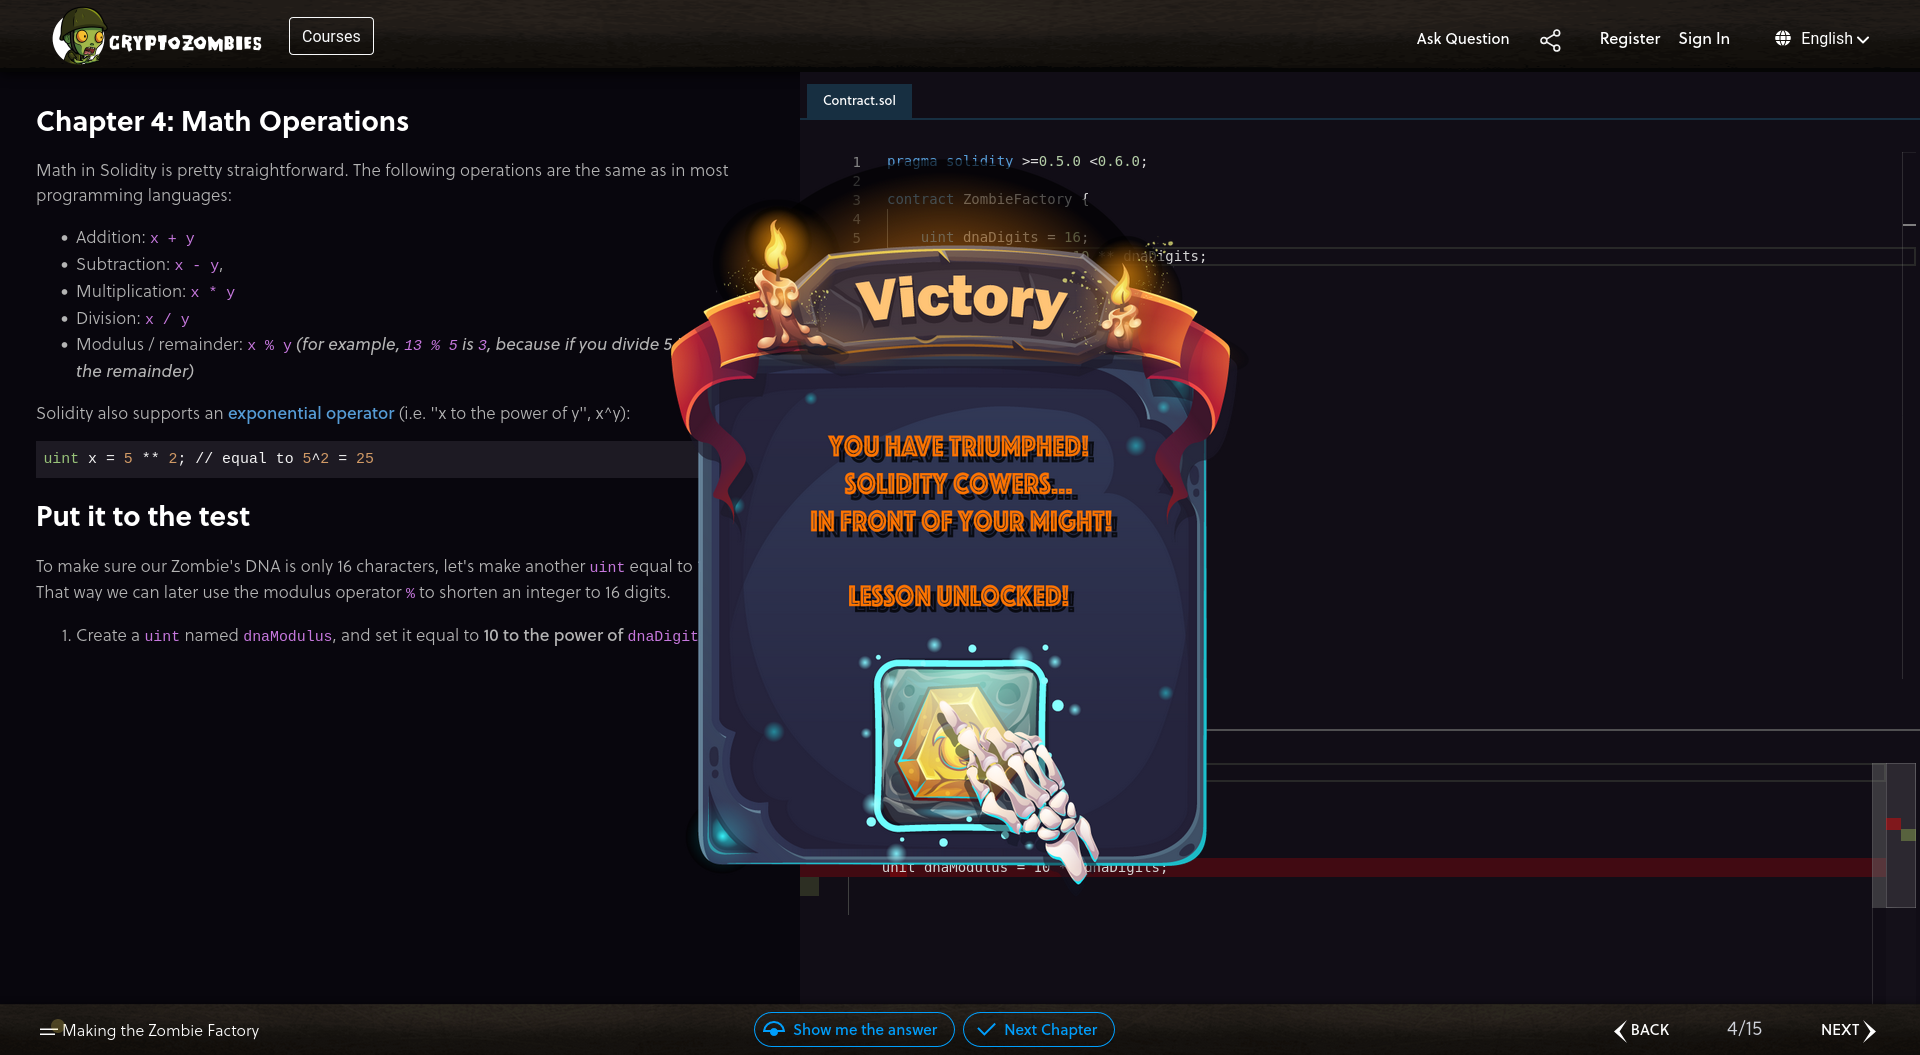 CRYPTOZOMBIES
Courses
Ask Question
Register
Sign In
English
Chapter 4: Math Operations
Math in Solidity is pretty straightforward. The following operations are the same as in most
programming languages:
Addition: x + y
Subtraction: x - y,
Multiplication: x * y
Division: x / y
Modulus / remainder: x % y (for example, 13 % 5 is 3, because if you divide 5
the remainder)
Solidity also supports an exponential operator (i.e. "x to the power of y", x^y):
uint x = 5 ** 2; // equal to 5^2 = 25
Put it to the test
To make sure our Zombie's DNA is only 16 characters, let's make another uint equal to
That way we can later use the modulus operator % to shorten an integer to 16 digits.
1. Create a uint named dnaModulus, and set it equal to 10 to the power of dnaDigit
Contract.sol
1 pragma solidity >=0.5.0 <0.6.0;
2
3 contract ZombieFactory {
4
5 uint dnaDigits = 16;
dnaDigits;
Victory
YOU HAVE TRIUMPHED!
SOLIDITY COWERS...
IN FRONT OF YOUR MIGHT!
LESSON UNLOCKED!
unit dnaModulus = 10 dnaDigits;
Making the Zombie Factory
Show me the answer
Next Chapter
BACK
4/15
NEXT